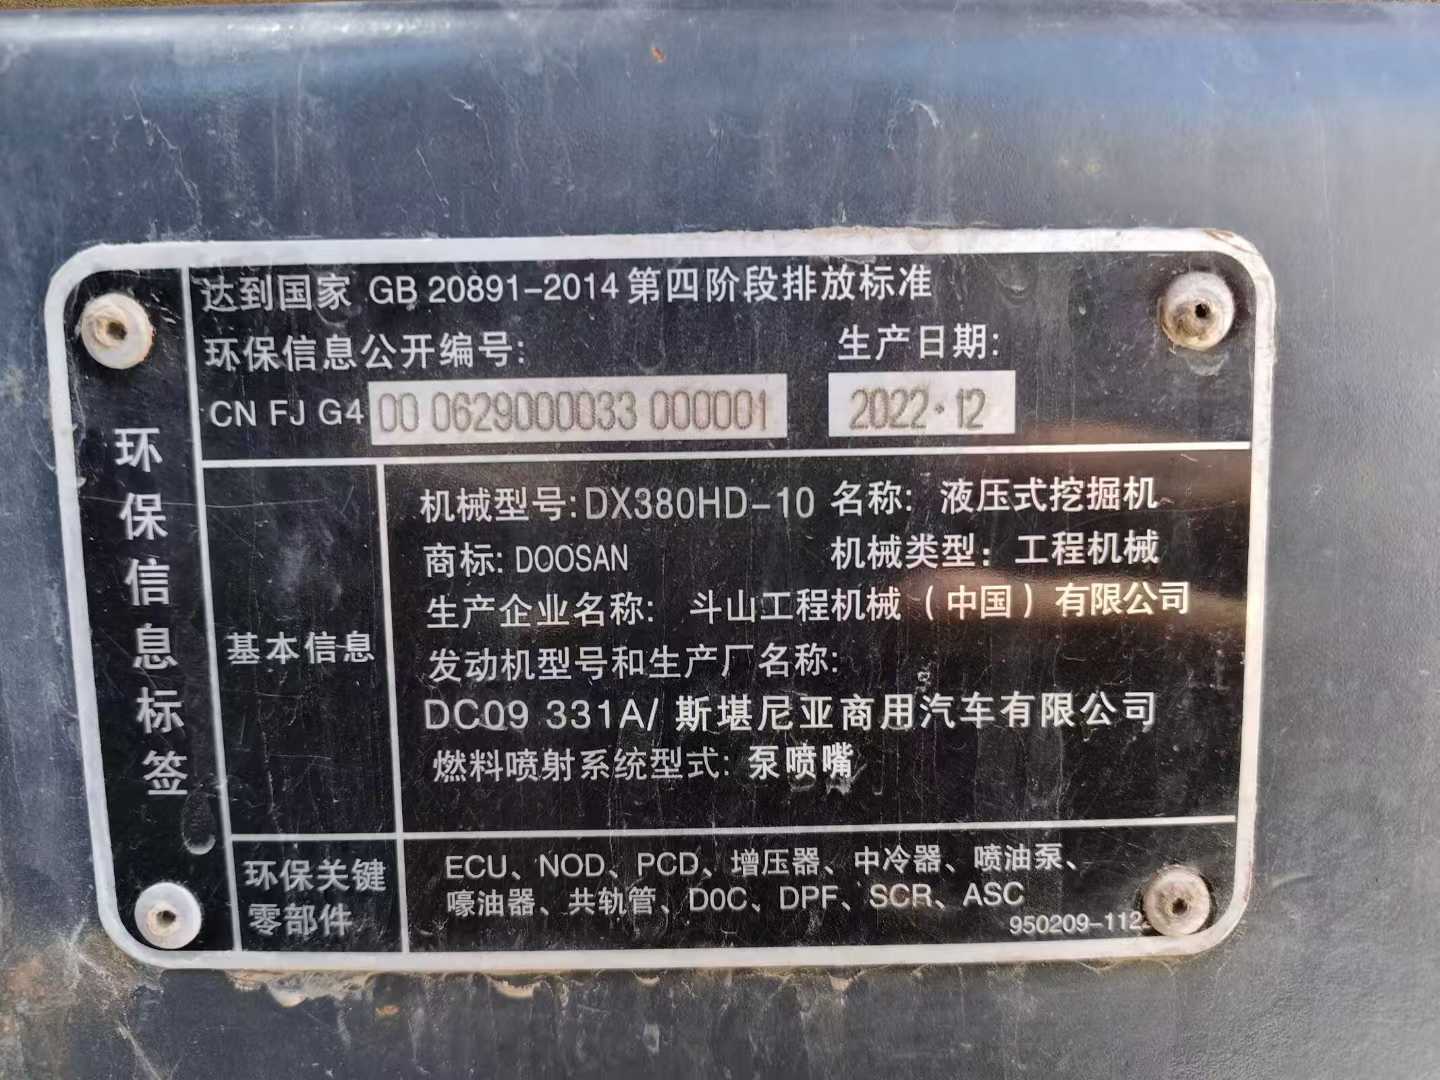 达到国家 GB 20891-2014 第四阶段排放标准
环保信息公开编号: 生产日期:
CN FJ G4 00 0629000033 000001 2022·12
环保信息标签
基本信息
机械型号: DX380HD-10 名称: 液压式挖掘机
商标: DOOSAN 机械类型: 工程机械
生产企业名称: 斗山工程机械(中国)有限公司
发动机型号和生产厂名称:
DC09 331A/ 斯堪尼亚商用汽车有限公司
燃料喷射系统型式: 泵喷嘴
环保关键
零部件
ECU、NOD、PCD、增压器、中冷器、喷油泵、
嚎油器、共轨管、DOC、DPF、SCR、ASC
950209-112